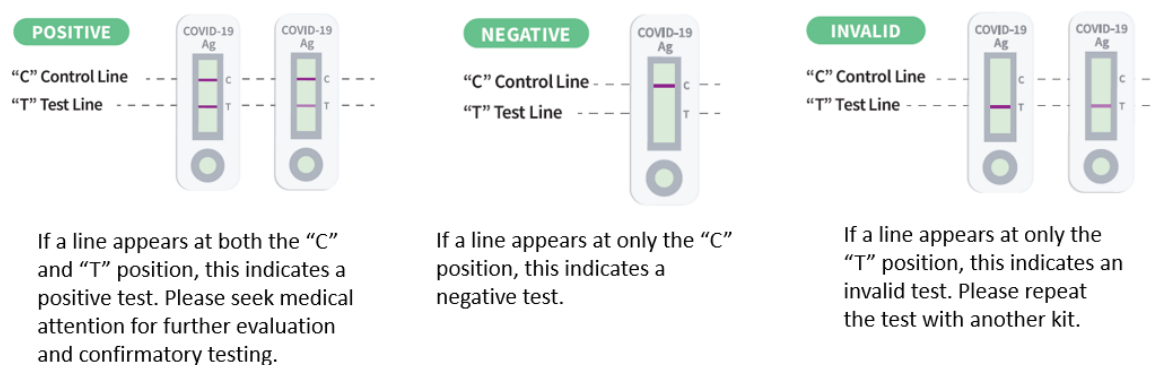 POSITIVE
COVID-19
Ag
COVID-19
Ag
"C" Control Line
C
C
"T" Test Line
T
T
If a line appears at both the “C”
and “T” position, this indicates a
positive test. Please seek medical
attention for further evaluation
and confirmatory testing.
NEGATIVE
COVID-19
Ag
“C” Control Line
C
“T” Test Line
T
If a line appears at only the “C”
position, this indicates a
negative test.
INVALID
COVID-19
Ag
COVID-19
Ag
“C” Control Line
C
C
“T” Test Line
T
T
If a line appears at only the
“T” position, this indicates an
invalid test. Please repeat
the test with another kit.